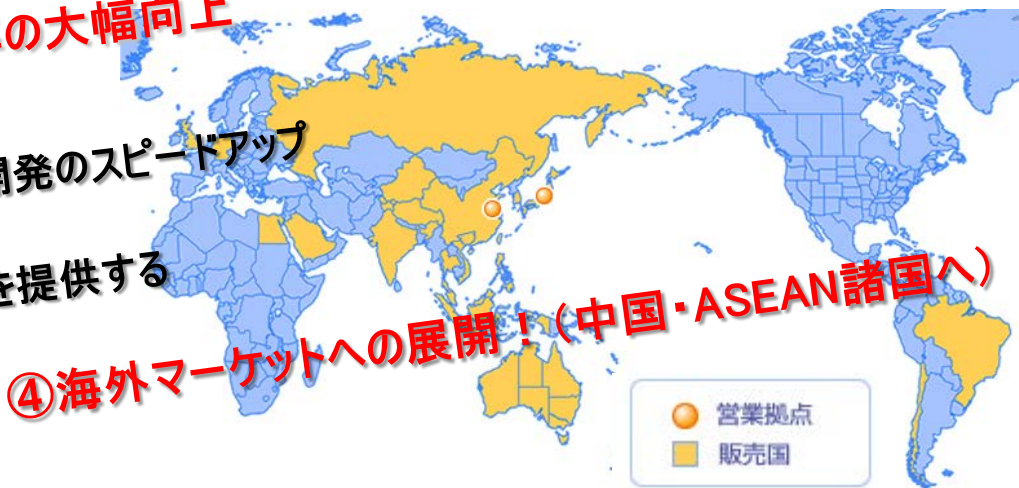 の大幅向上
開発のスピードアップ
を提供する
④海外マーケットへの展開！（中国・ASEAN諸国へ）
営業拠点
販売国